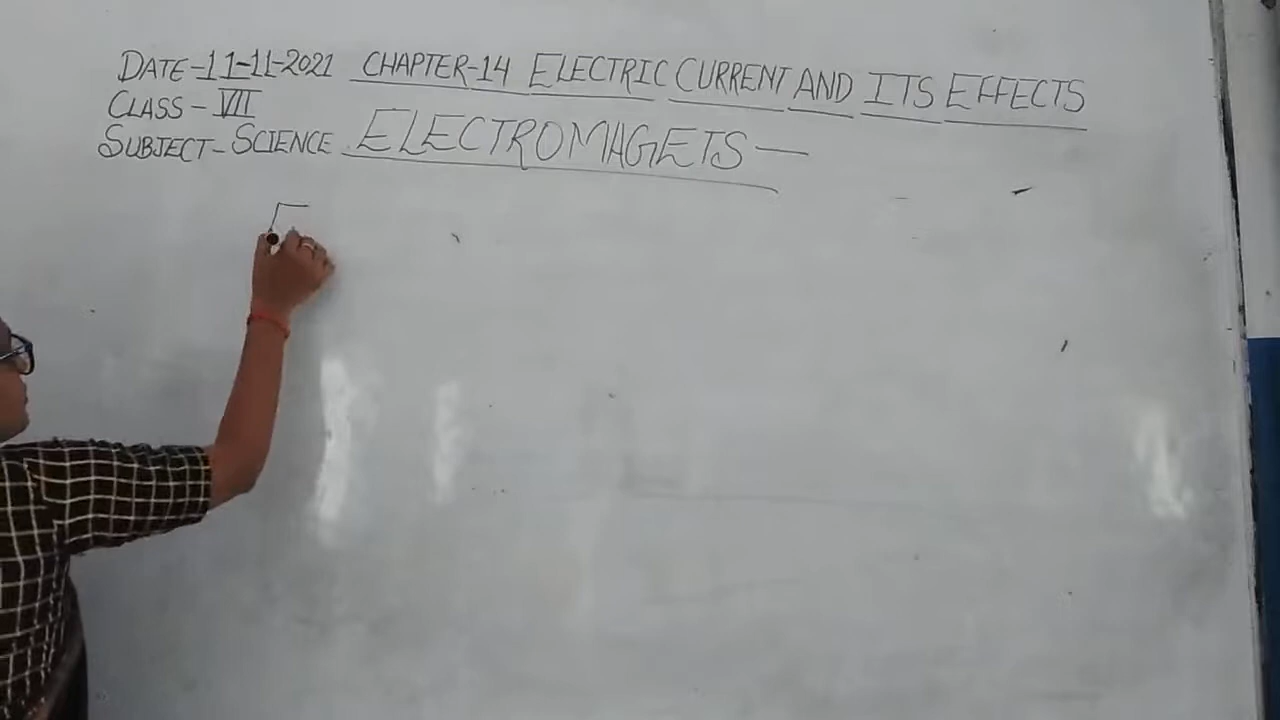 DATE-11-11-2021 CHAPTER-14 ELECTRIC CURRENT AND ITS EFFECTS
CLASS- VII
SUBJECT- SCIENCE ELECTROMAGETS —